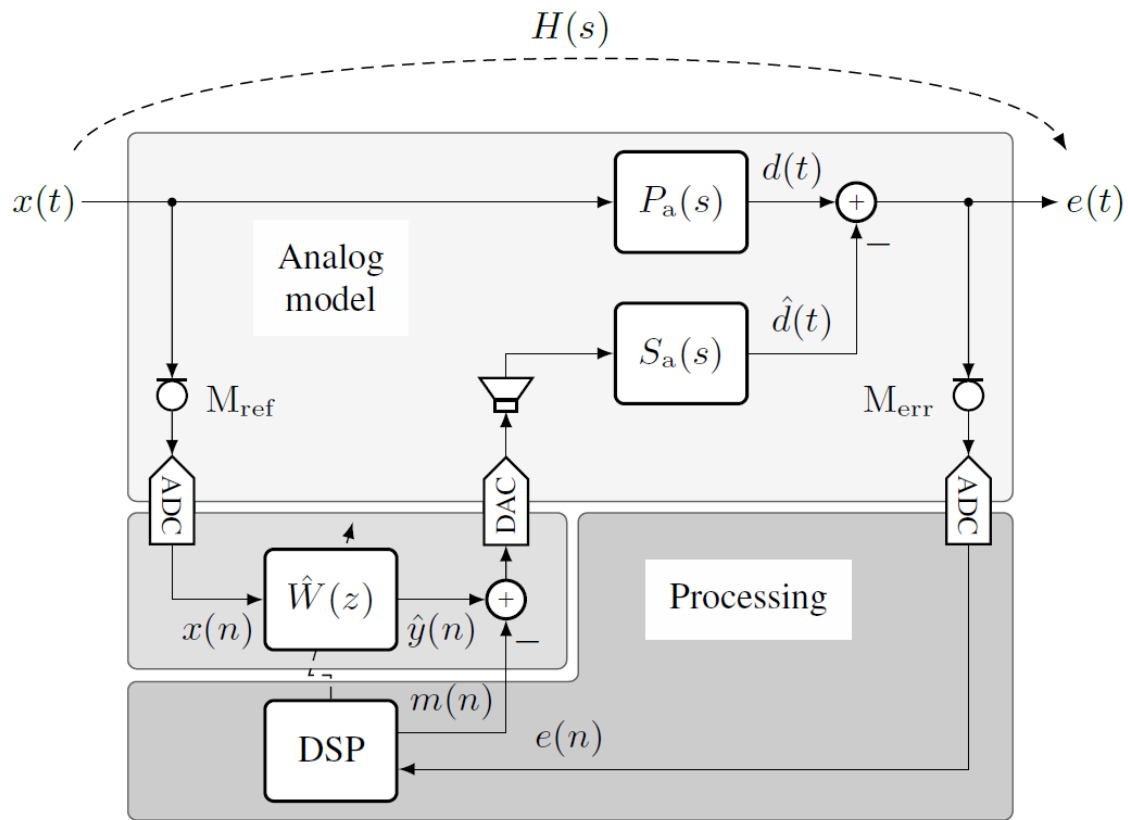 H(s)
x(t)
P_a(s)
d(t)
+
−
e(t)
Analog
model
S_a(s)
d̂(t)
M_ref
M_err
ADC
DAC
ADC
Ŵ(z)
x(n)
ŷ(n)
+
−
Processing
m(n)
DSP
e(n)